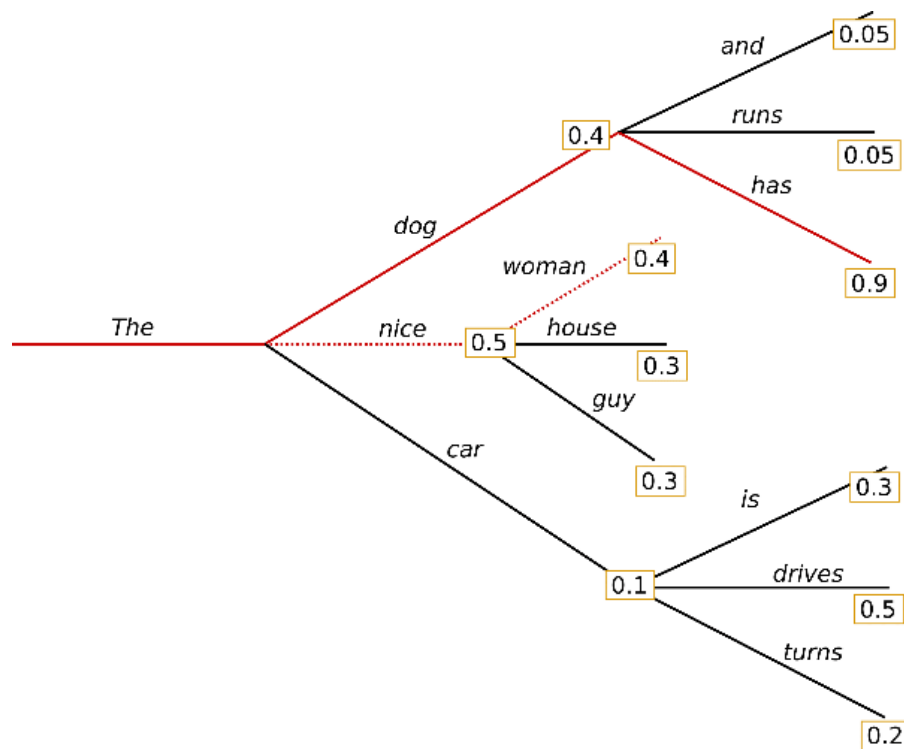 and
0.05
runs
0.4
0.05
has
dog
0.9
woman
0.4
The
nice
0.5
house
0.3
guy
car
0.3
is
0.3
drives
0.1
0.5
turns
0.2